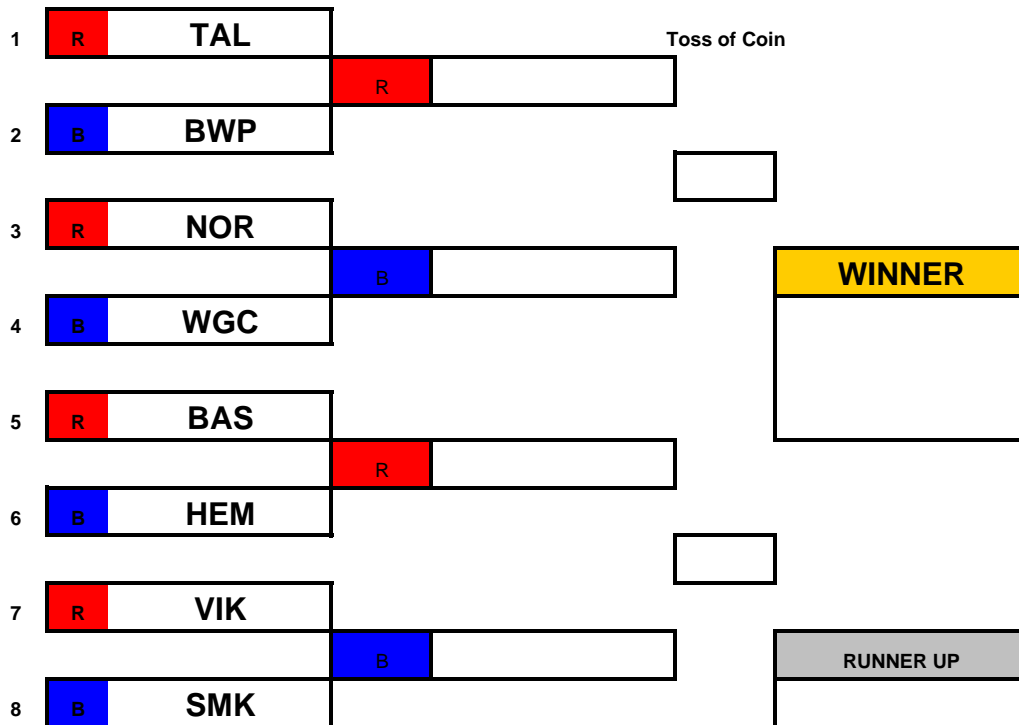 1 R TAL Toss of Coin
R
2 B BWP
3 R NOR
B WINNER
4 B WGC
5 R BAS
R
6 B HEM
7 R VIK
B RUNNER UP
8 B SMK